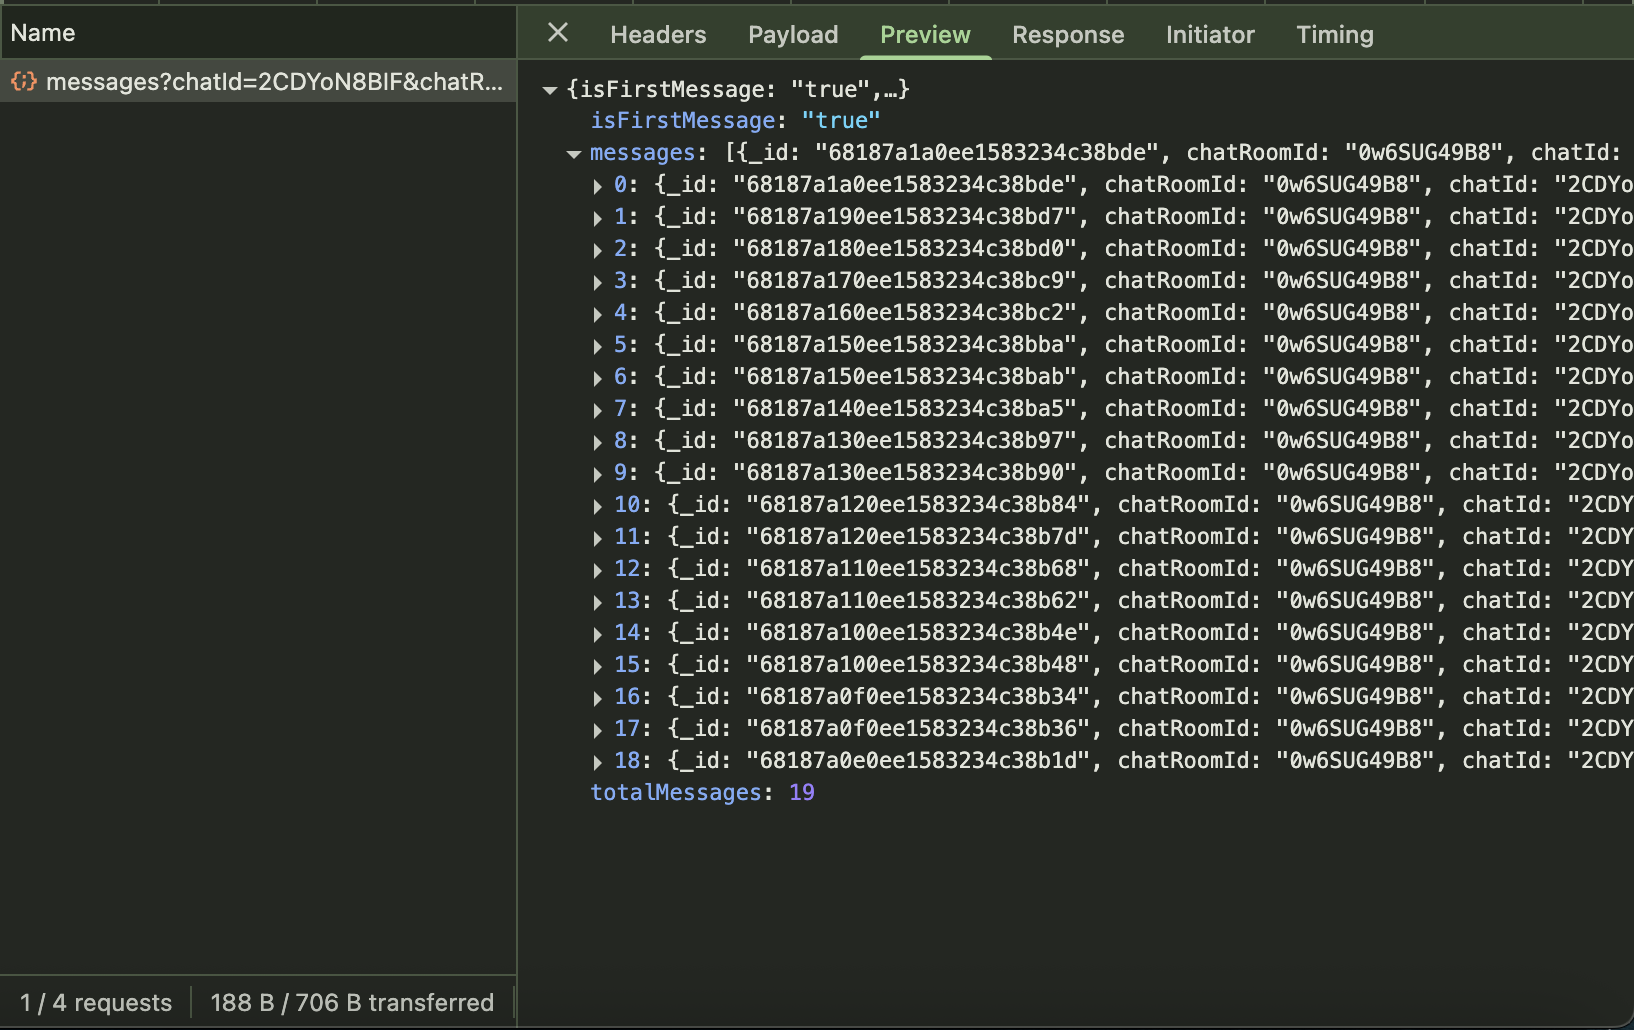 Name
Headers Payload Preview Response Initiator Timing
messages?chatId=2CDYoN8BIF&chatR...
{isFirstMessage: "true",…}
isFirstMessage: "true"
messages: [{_id: "68187a1a0ee1583234c38bde", chatRoomId: "0w6SUG49B8", chatId:
0: {_id: "68187a1a0ee1583234c38bde", chatRoomId: "0w6SUG49B8", chatId: "2CDYo
1: {_id: "68187a190ee1583234c38bd7", chatRoomId: "0w6SUG49B8", chatId: "2CDYo
2: {_id: "68187a180ee1583234c38bd0", chatRoomId: "0w6SUG49B8", chatId: "2CDYo
3: {_id: "68187a170ee1583234c38bc9", chatRoomId: "0w6SUG49B8", chatId: "2CDYo
4: {_id: "68187a160ee1583234c38bc2", chatRoomId: "0w6SUG49B8", chatId: "2CDYo
5: {_id: "68187a150ee1583234c38bba", chatRoomId: "0w6SUG49B8", chatId: "2CDYo
6: {_id: "68187a150ee1583234c38bab", chatRoomId: "0w6SUG49B8", chatId: "2CDYo
7: {_id: "68187a140ee1583234c38ba5", chatRoomId: "0w6SUG49B8", chatId: "2CDYo
8: {_id: "68187a130ee1583234c38b97", chatRoomId: "0w6SUG49B8", chatId: "2CDYo
9: {_id: "68187a130ee1583234c38b90", chatRoomId: "0w6SUG49B8", chatId: "2CDYo
10: {_id: "68187a120ee1583234c38b84", chatRoomId: "0w6SUG49B8", chatId: "2CDY
11: {_id: "68187a120ee1583234c38b7d", chatRoomId: "0w6SUG49B8", chatId: "2CDY
12: {_id: "68187a110ee1583234c38b68", chatRoomId: "0w6SUG49B8", chatId: "2CDY
13: {_id: "68187a110ee1583234c38b62", chatRoomId: "0w6SUG49B8", chatId: "2CDY
14: {_id: "68187a100ee1583234c38b4e", chatRoomId: "0w6SUG49B8", chatId: "2CDY
15: {_id: "68187a100ee1583234c38b48", chatRoomId: "0w6SUG49B8", chatId: "2CDY
16: {_id: "68187a0f0ee1583234c38b34", chatRoomId: "0w6SUG49B8", chatId: "2CDY
17: {_id: "68187a0f0ee1583234c38b36", chatRoomId: "0w6SUG49B8", chatId: "2CDY
18: {_id: "68187a0e0ee1583234c38b1d", chatRoomId: "0w6SUG49B8", chatId: "2CDY
totalMessages: 19
1 / 4 requests 188 B / 706 B transferred